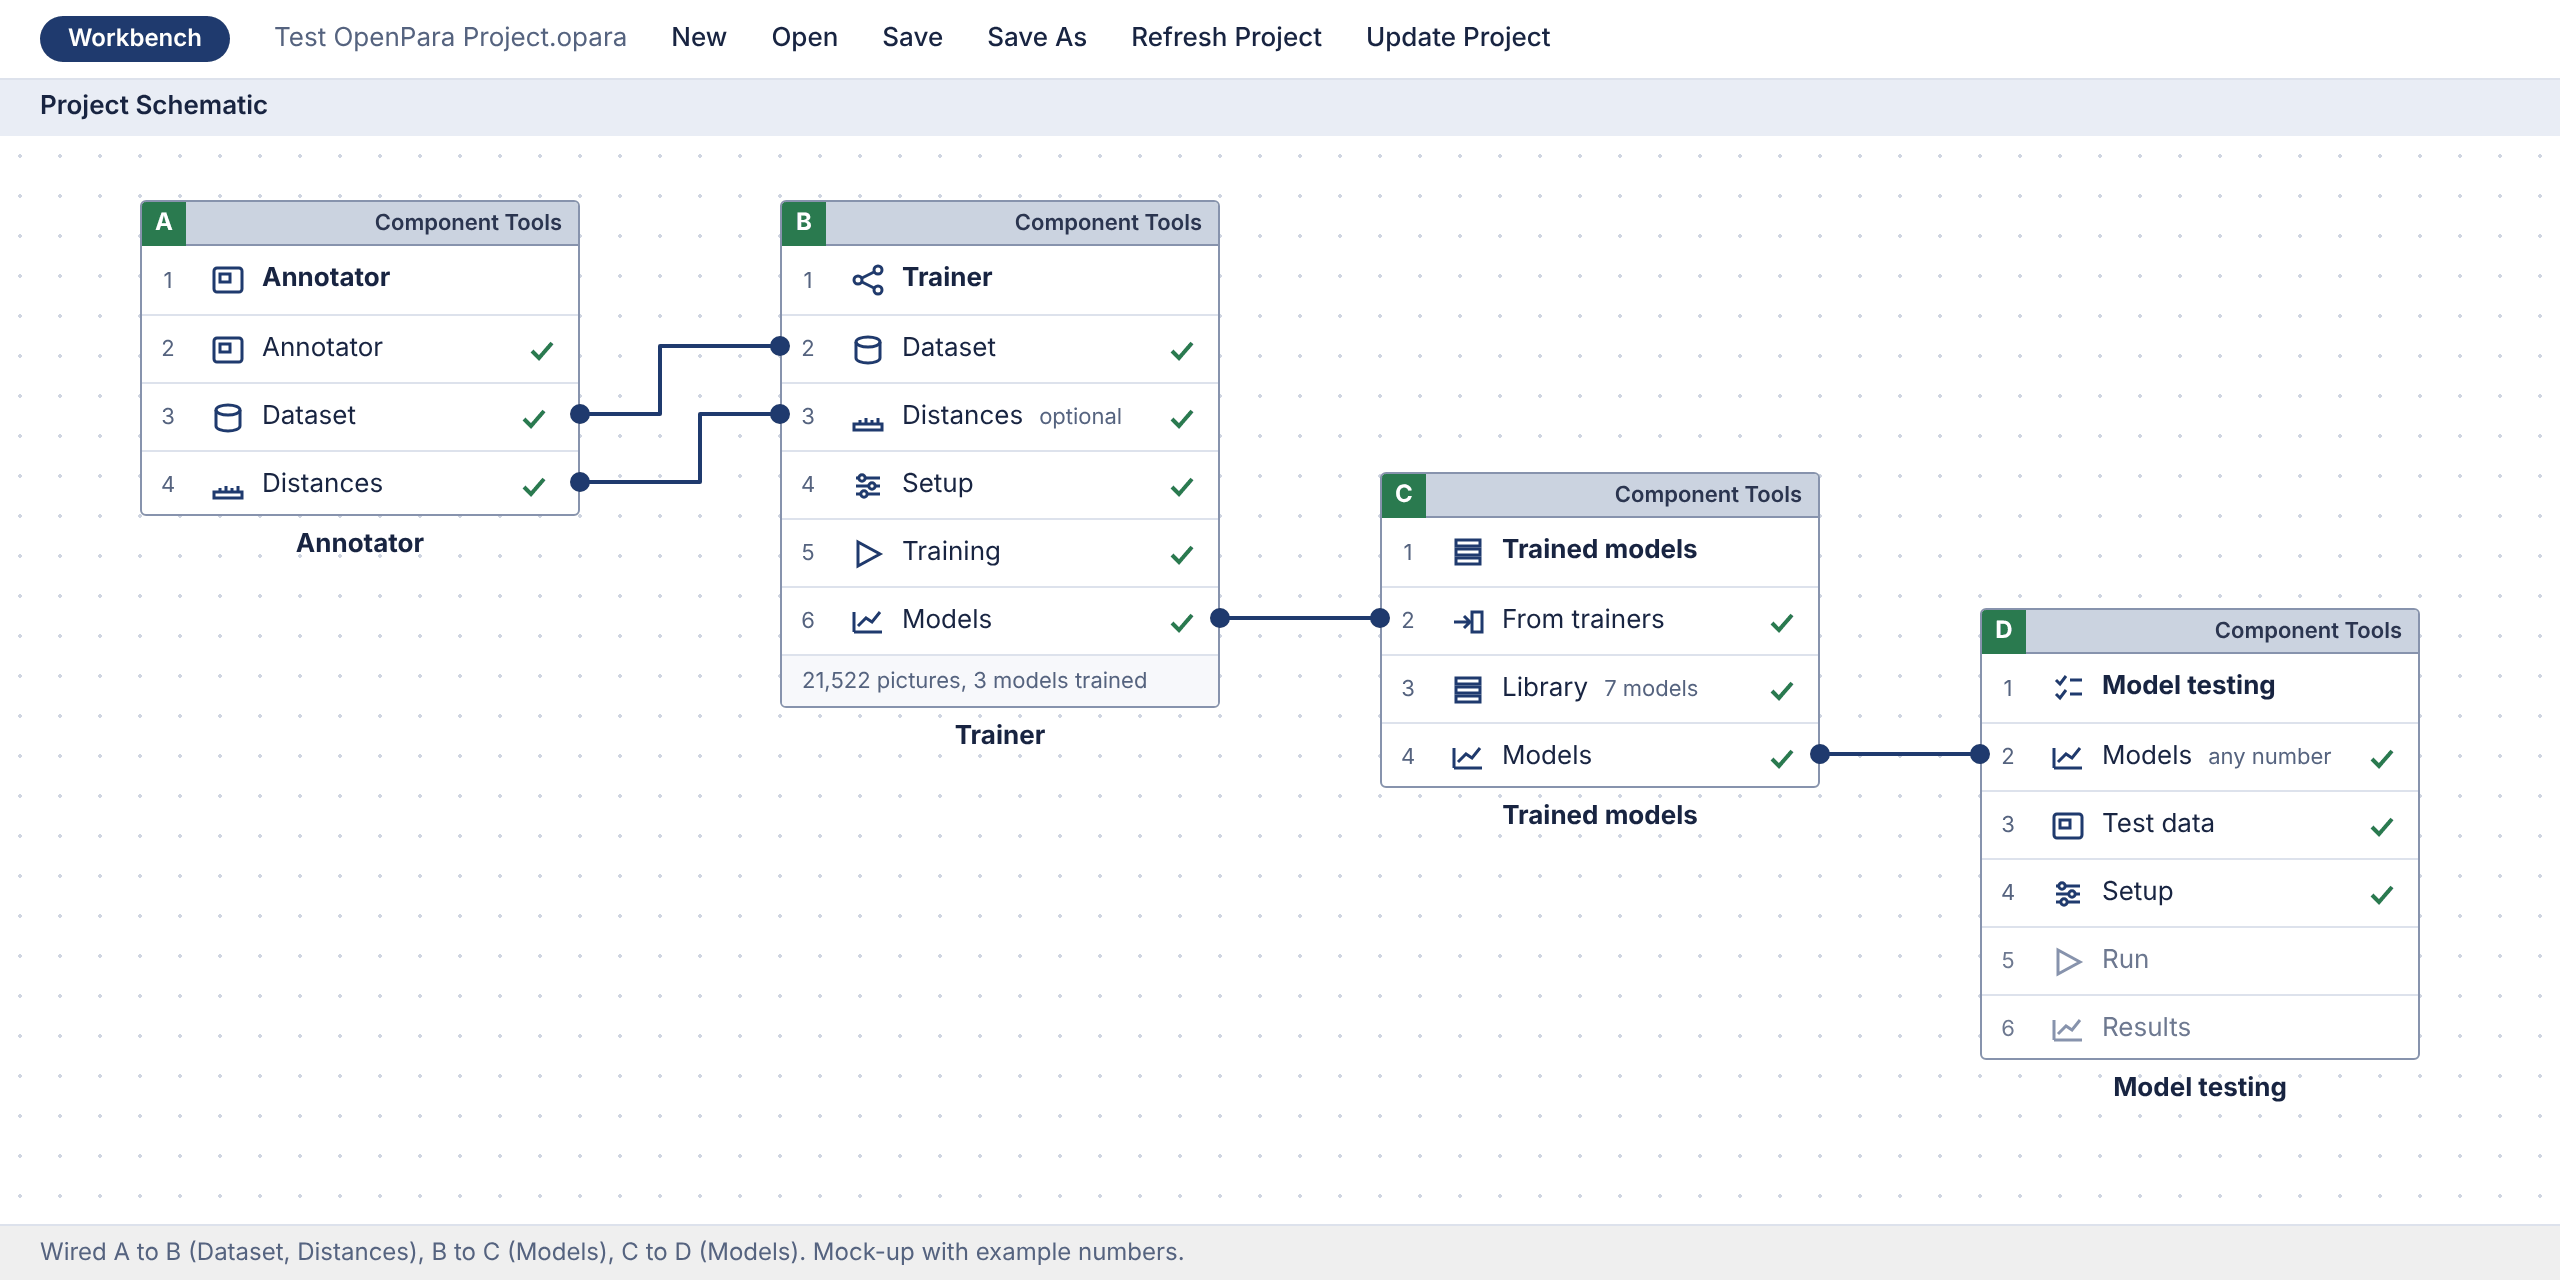 Workbench Test OpenPara Project.opara New Open Save Save As Refresh Project Update Project
Project Schematic
A Component Tools
1 Annotator
2 Annotator
3 Dataset
4 Distances
Annotator
B Component Tools
1 Trainer
2 Dataset
3 Distances optional
4 Setup
5 Training
6 Models
21,522 pictures, 3 models trained
Trainer
C Component Tools
1 Trained models
2 From trainers
3 Library 7 models
4 Models
Trained models
D Component Tools
1 Model testing
2 Models any number
3 Test data
4 Setup
5 Run
6 Results
Model testing
Wired A to B (Dataset, Distances), B to C (Models), C to D (Models). Mock-up with example numbers.